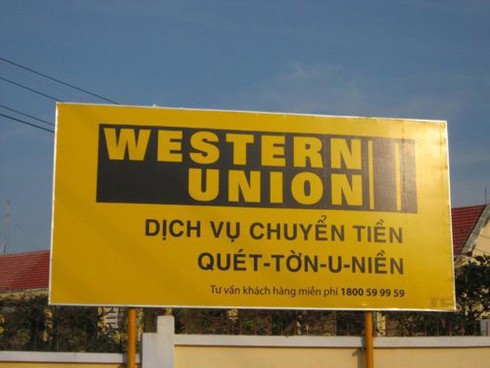 WESTERN
UNION
DỊCH VỤ CHUYỂN TIỀN
QUÉT-TỜN-U-NIỀN
Tư vấn khách hàng miễn phí 1800 59 99 59